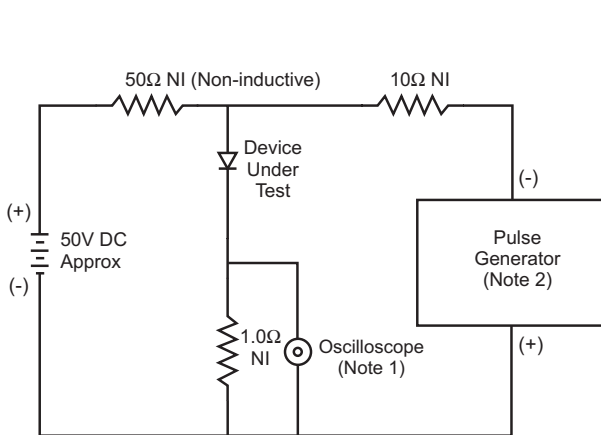 50Ω NI (Non-inductive)
10Ω NI
Device
Under
Test
(-)
(+)
50V DC
Approx
(-)
Pulse
Generator
(Note 2)
1.0Ω
NI
Oscilloscope
(Note 1)
(+)